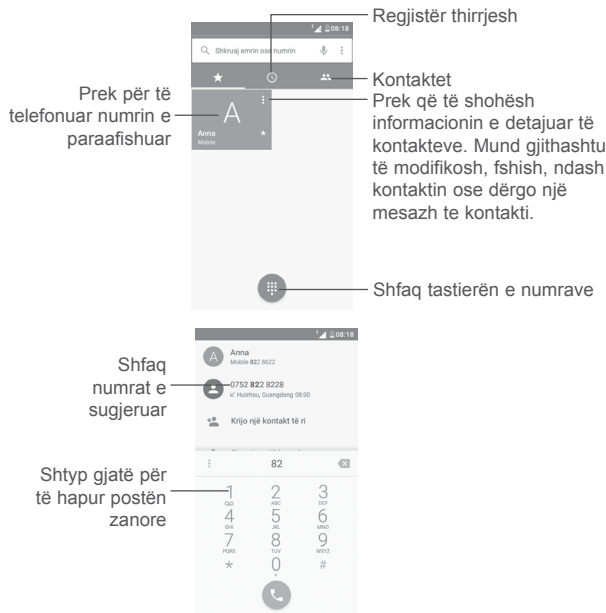 Regjistër thirrjesh
08:18
Shkruaj emrin ose numrin
Kontaktet
Prek për të
telefonuar numrin e
paraafishuar
A
Anna
Mobile
Prek që të shohësh
informacionin e detajuar të
kontakteve. Mund gjithashtu
të modifikosh, fshish, ndash
kontaktin ose dërgo një
mesazh te kontakti.
Shfaq tastierën e numrave
08:18
Shfaq
numrat e
sugjeruar
A
Anna
Mobile 822 8622
0752 822 8228
Huizhou, Guangdong 08:00
Krijo një kontakt të ri
82
Shtyp gjatë për
të hapur postën
zanore
1 2 3
ABC DEF
4 5 6
GHI JKL MNO
7 8 9
PQRS TUV WXYZ
* 0 #
+